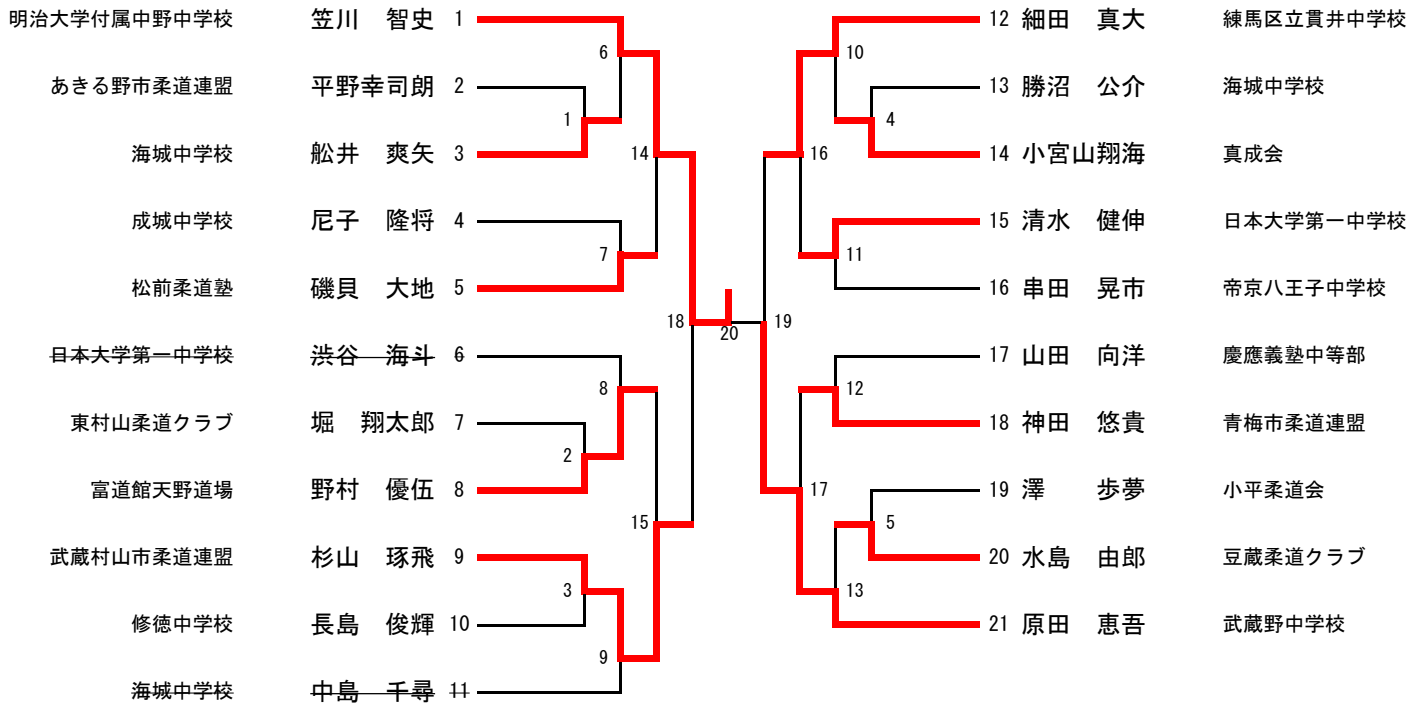 明治大学付属中野中学校 笠川 智史 1
あきる野市柔道連盟 平野幸司朗 2
海城中学校 舩井 爽矢 3
成城中学校 尼子 隆将 4
松前柔道塾 磯貝 大地 5
日本大学第一中学校 渋谷 海斗 6
東村山柔道クラブ 堀 翔太郎 7
富道館天野道場 野村 優伍 8
武蔵村山市柔道連盟 杉山 琢飛 9
修徳中学校 長島 俊輝 10
海城中学校 中島 千尋 11
6
1
14
7
18
8
2
15
3
9
20
10
4
16
11
19
12
17
5
13
12 細田 真大 練馬区立貫井中学校
13 勝沼 公介 海城中学校
14 小宮山翔海 真成会
15 清水 健伸 日本大学第一中学校
16 串田 晃市 帝京八王子中学校
17 山田 向洋 慶應義塾中等部
18 神田 悠貴 青梅市柔道連盟
19 澤 歩夢 小平柔道会
20 水島 由郎 豆蔵柔道クラブ
21 原田 恵吾 武蔵野中学校